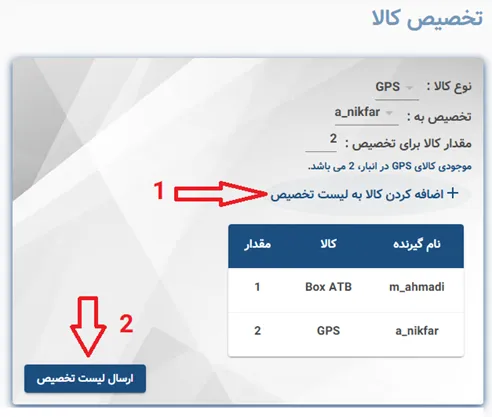 تخصیص کالا
نوع کالا : GPS
تخصیص به : a_nikfar
مقدار کالا برای تخصیص : 2
موجودی کالای GPS در انبار، 2 می باشد.
+ اضافه کردن کالا به لیست تخصیص
1
نام گیرنده کالا مقدار
m_ahmadi Box ATB 1
a_nikfar GPS 2
2
ارسال لیست تخصیص